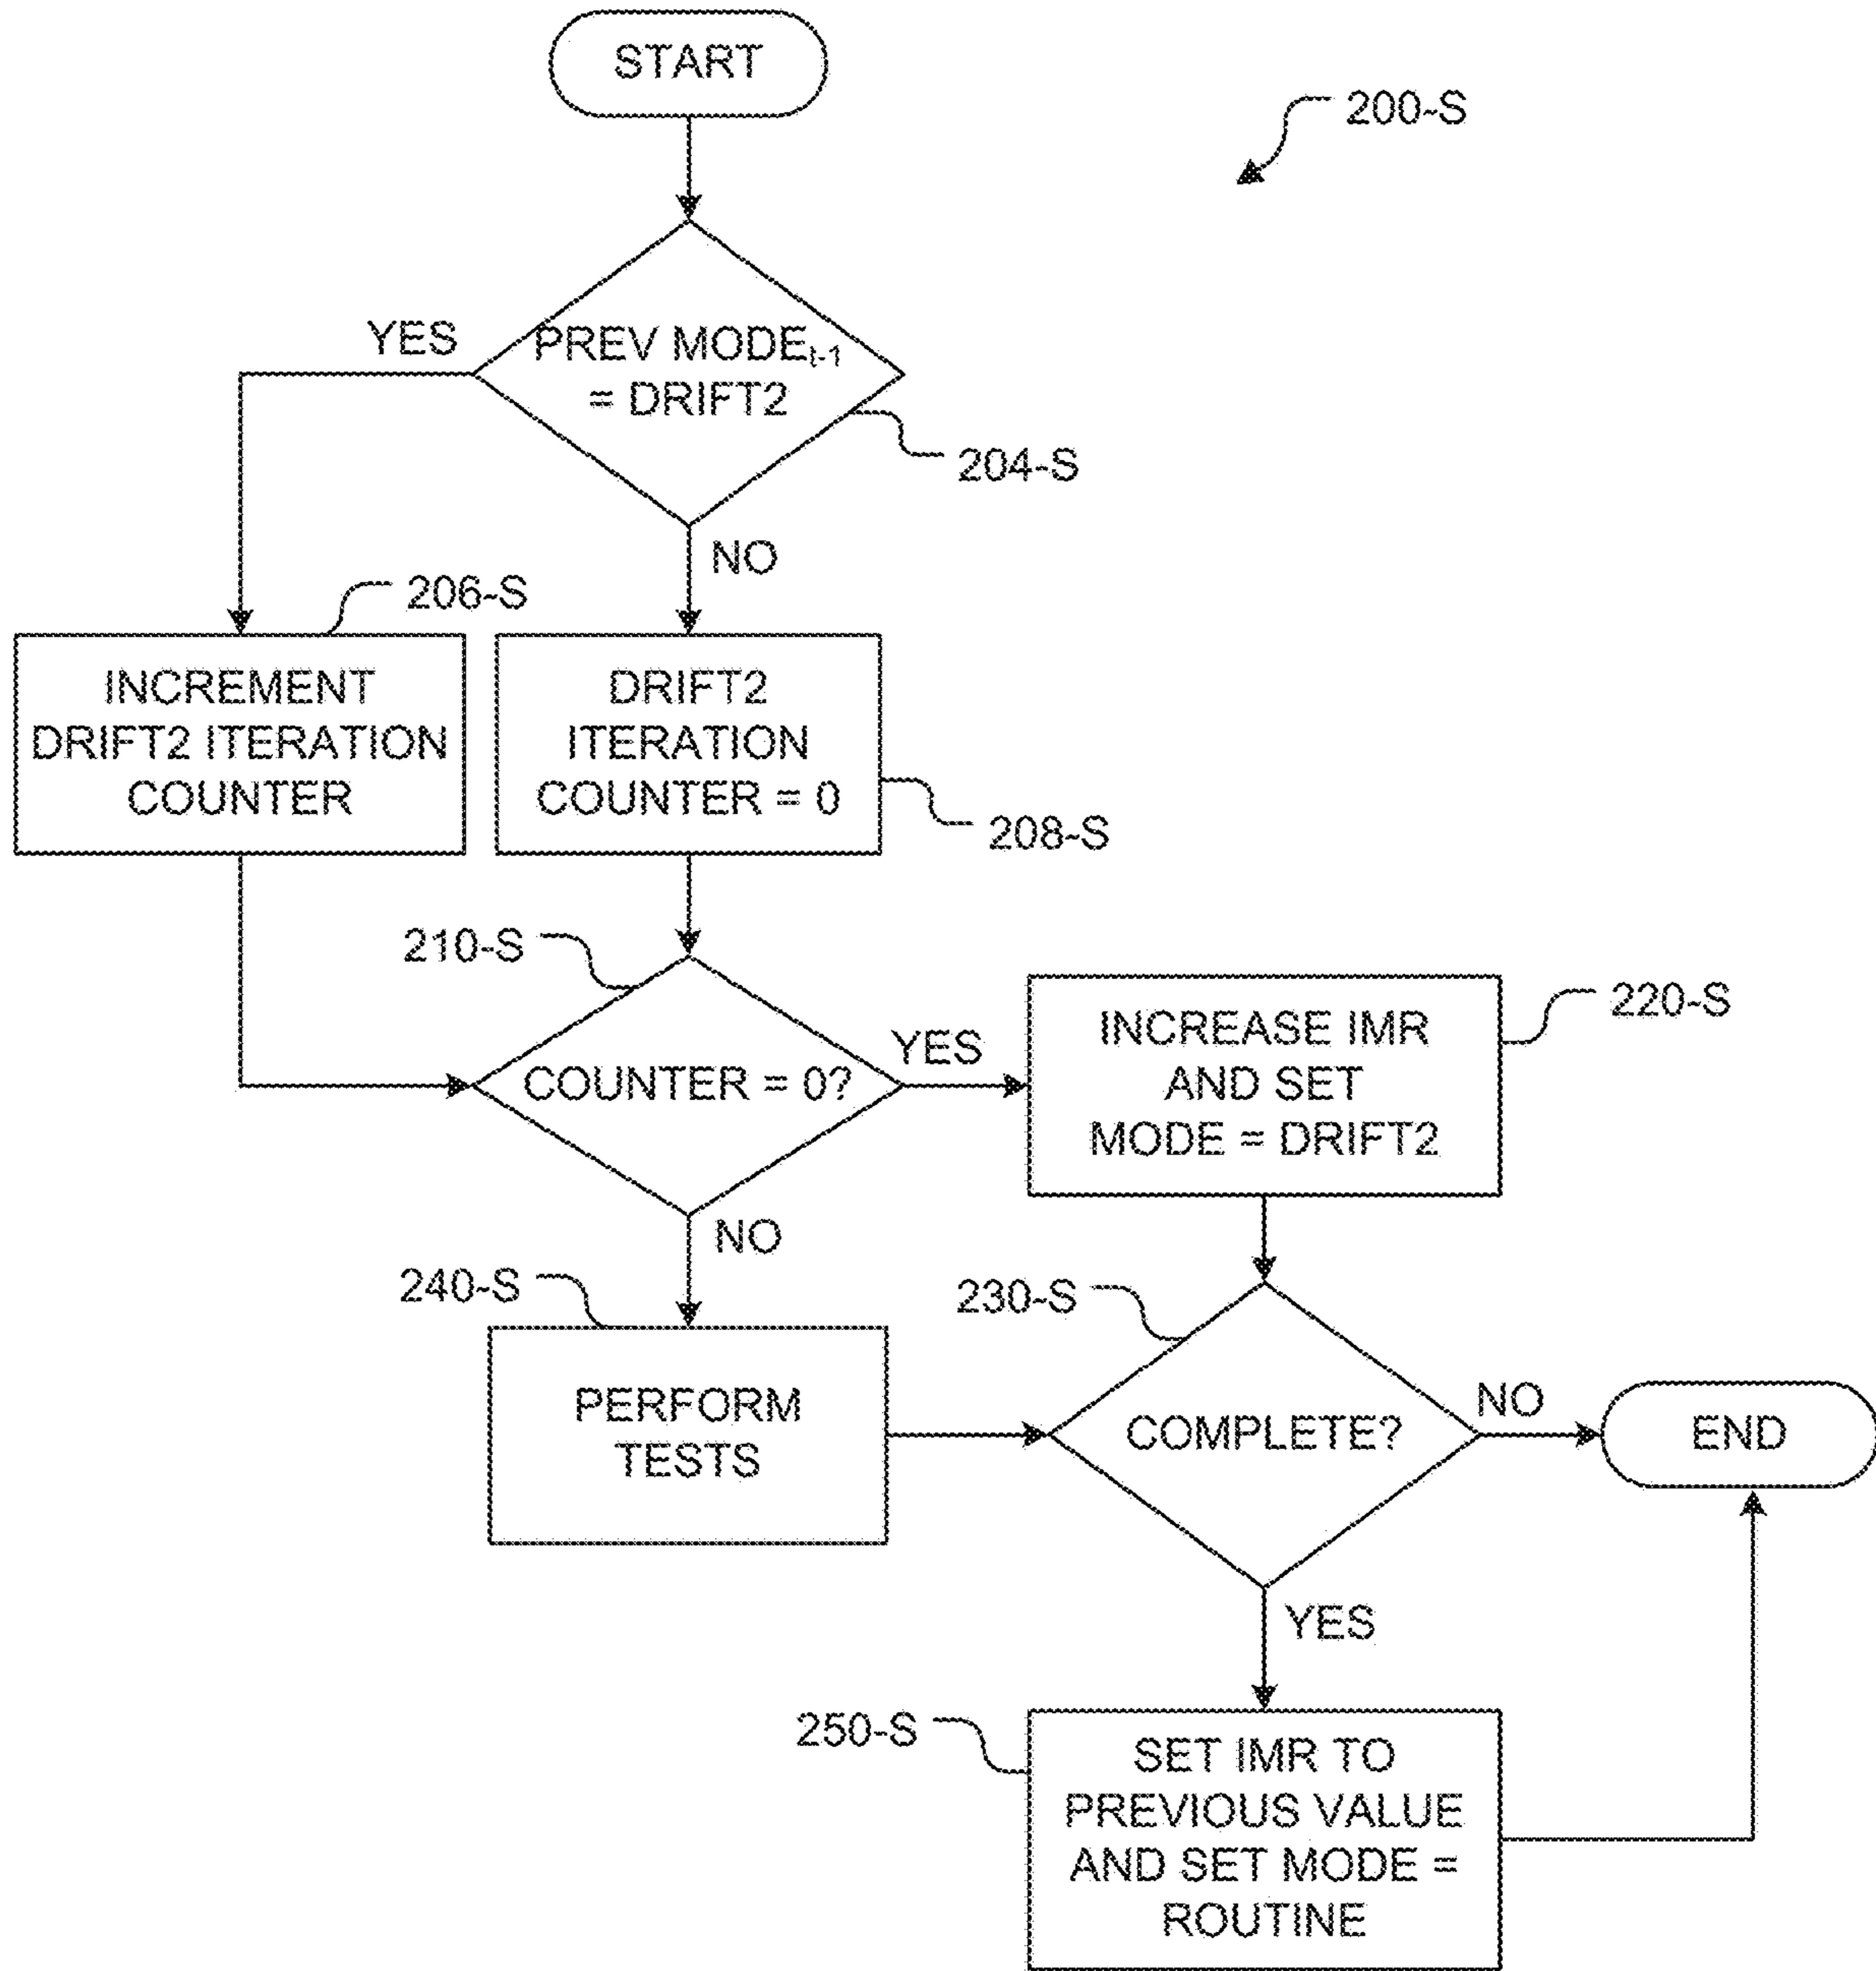 START
200-S
YES
PREV MODEt-1
= DRIFT2
204-S
NO
206-S
INCREMENT
DRIFT2 ITERATION
COUNTER
DRIFT2
ITERATION
COUNTER = 0
208-S
210-S
COUNTER = 0?
YES
INCREASE IMR
AND SET
MODE = DRIFT2
220-S
NO
240-S
PERFORM
TESTS
230-S
COMPLETE?
NO
END
YES
250-S
SET IMR TO
PREVIOUS VALUE
AND SET MODE =
ROUTINE